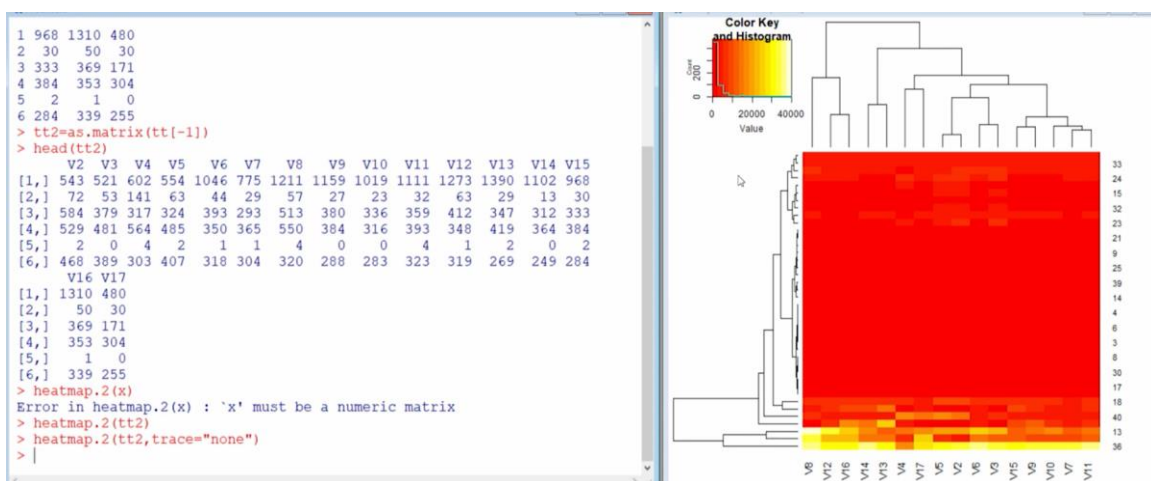 1 968 1310 480
2 30 50 30
3 333 369 171
4 384 353 304
5 2 1 0
6 284 339 255
> tt2=as.matrix(tt[-1])
> head(tt2)
V2 V3 V4 V5 V6 V7 V8 V9 V10 V11 V12 V13 V14 V15
[1,] 543 521 602 554 1046 775 1211 1159 1019 1111 1273 1390 1102 968
[2,] 72 53 141 63 44 29 57 27 23 32 63 29 13 30
[3,] 584 379 317 324 393 293 513 380 336 359 412 347 312 333
[4,] 529 481 564 485 350 365 550 384 316 393 348 419 364 384
[5,] 2 0 4 2 1 1 4 0 0 4 1 2 0 2
[6,] 468 389 303 407 318 304 320 288 283 323 319 269 249 284
V16 V17
[1,] 1310 480
[2,] 50 30
[3,] 369 171
[4,] 353 304
[5,] 1 0
[6,] 339 255
> heatmap.2(x)
Error in heatmap.2(x) : `x' must be a numeric matrix
> heatmap.2(tt2)
> heatmap.2(tt2,trace="none")
>
Color Key
and Histogram
Count
0 200
0 20000 40000
Value
33
24
15
32
23
21
9
25
39
14
4
6
3
8
30
17
18
40
13
36
V8 V12 V16 V14 V13 V4 V17 V5 V2 V6 V3 V15 V9 V10 V7 V11